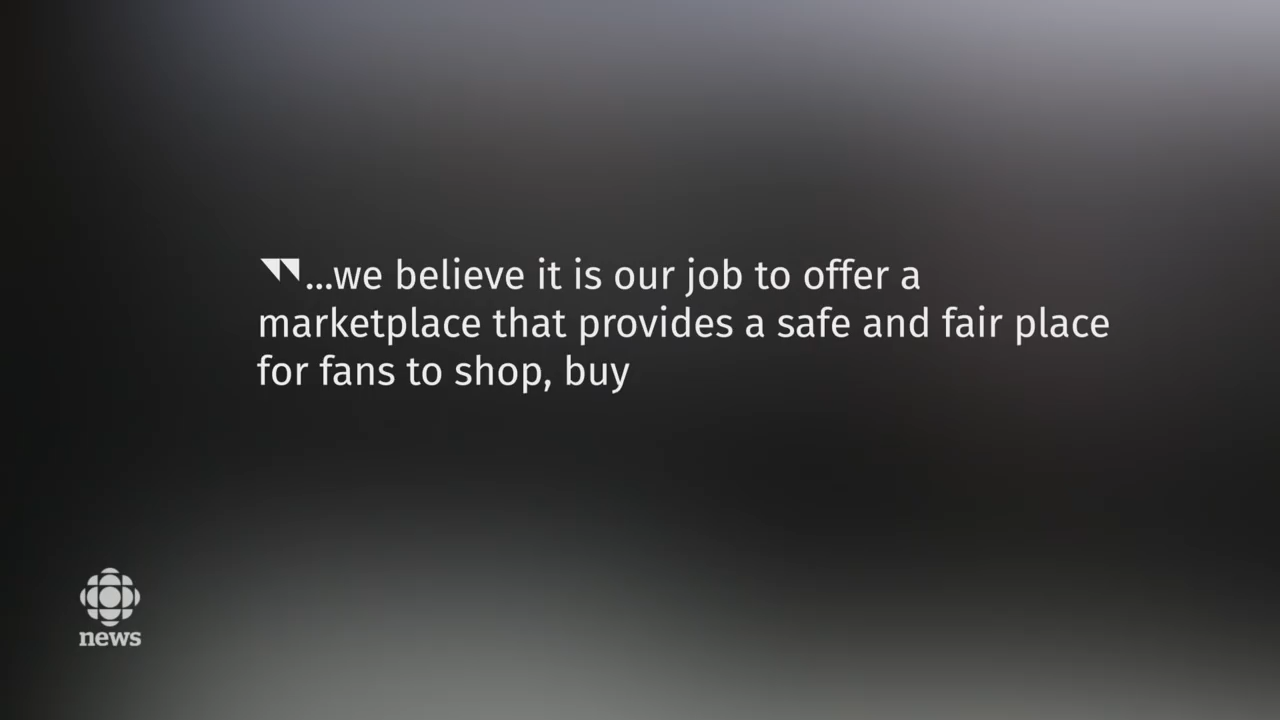 ...we believe it is our job to offer a
marketplace that provides a safe and fair place
for fans to shop, buy
news